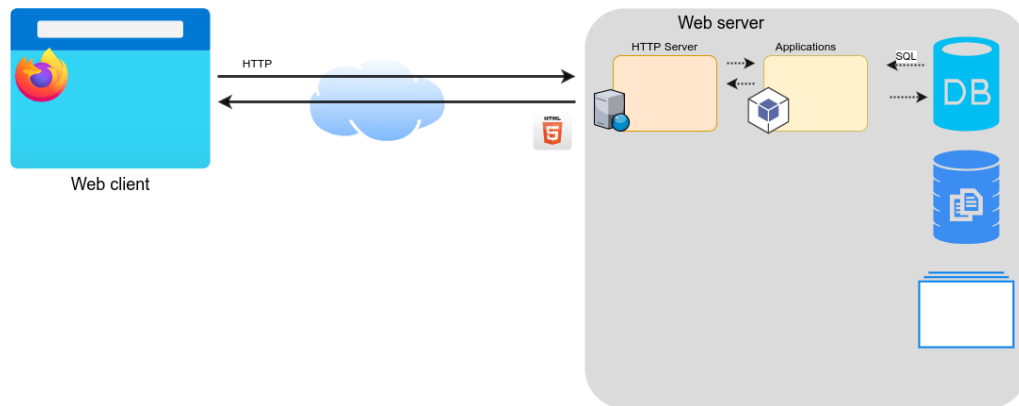 Web server
HTTP Server
Applications
HTTP
SQL
DB
HTML
5
Web client